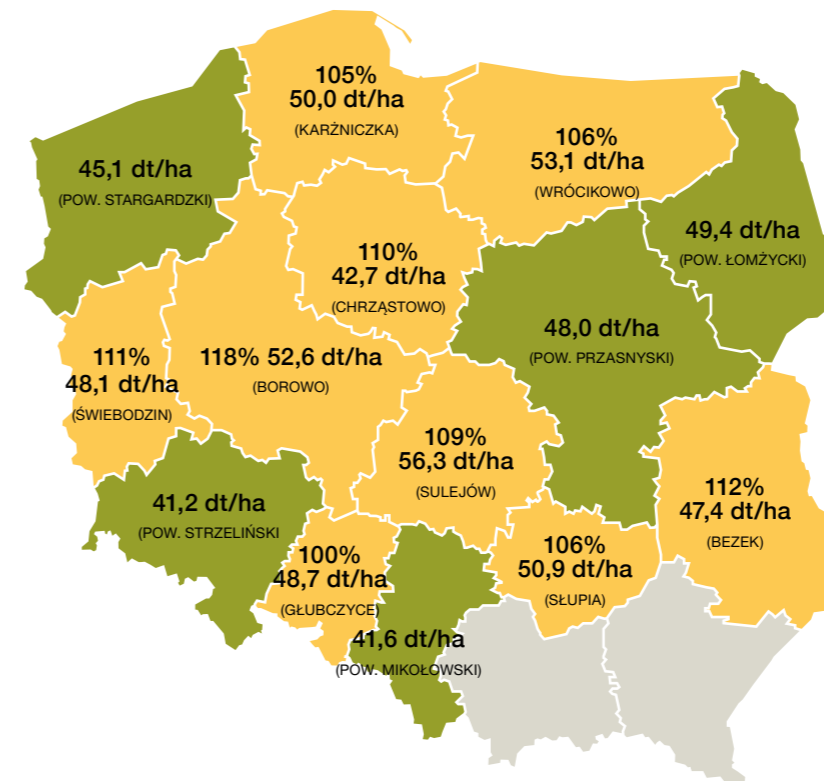 105%
50,0 dt/ha
(KARŻNICZKA)
106%
53,1 dt/ha
(WRÓCIKOWO)
45,1 dt/ha
(POW. STARGARDZKI)
49,4 dt/ha
(POW. ŁOMŻYCKI)
110%
42,7 dt/ha
(CHRZĄSTOWO)
48,0 dt/ha
(POW. PRZASNYSKI)
111%
48,1 dt/ha
(ŚWIEBODZIN)
118% 52,6 dt/ha
(BOROWO)
109%
56,3 dt/ha
(SULEJÓW)
112%
47,4 dt/ha
(BEZEK)
41,2 dt/ha
(POW. STRZELIŃSKI
100%
48,7 dt/ha
(GŁUBCZYCE)
106%
50,9 dt/ha
(SŁUPIA)
41,6 dt/ha
(POW. MIKOŁOWSKI)